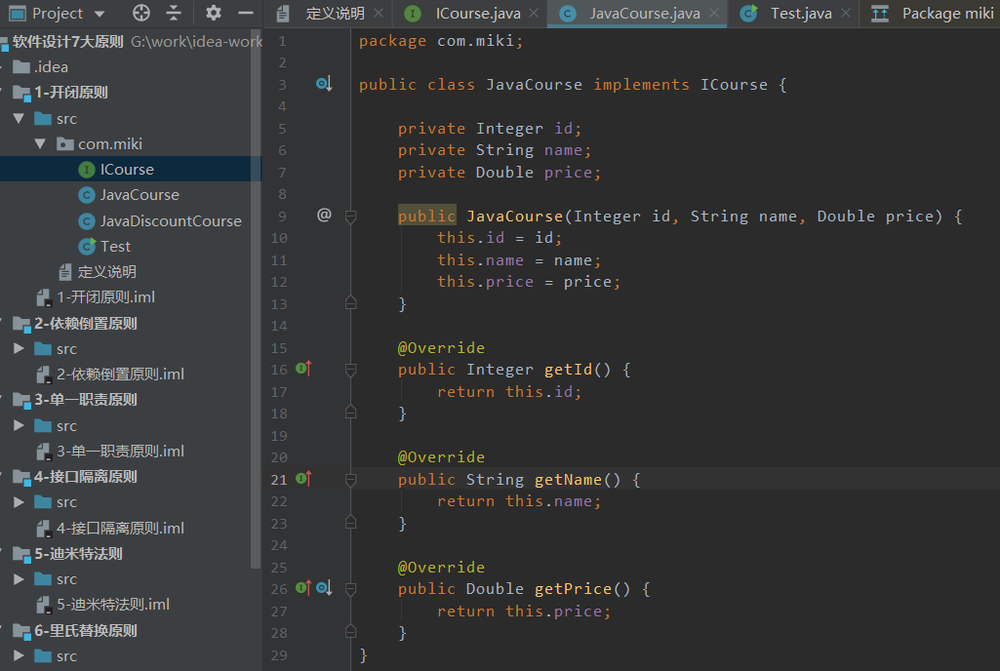 Project
定义说明
ICourse.java
JavaCourse.java
Test.java
Package miki
软件设计7大原则 G:\work\idea-work
.idea
1-开闭原则
src
com.miki
ICourse
JavaCourse
JavaDiscountCourse
Test
定义说明
1-开闭原则.iml
2-依赖倒置原则
src
2-依赖倒置原则.iml
3-单一职责原则
src
3-单一职责原则.iml
4-接口隔离原则
src
4-接口隔离原则.iml
5-迪米特法则
src
5-迪米特法则.iml
6-里氏替换原则
src
1 package com.miki;
2
3 public class JavaCourse implements ICourse {
4
5 private Integer id;
6 private String name;
7 private Double price;
8
9 @ public JavaCourse(Integer id, String name, Double price) {
10 this.id = id;
11 this.name = name;
12 this.price = price;
13 }
14
15 @Override
16 public Integer getId() {
17 return this.id;
18 }
19
20 @Override
21 public String getName() {
22 return this.name;
23 }
24
25 @Override
26 public Double getPrice() {
27 return this.price;
28 }
29 }